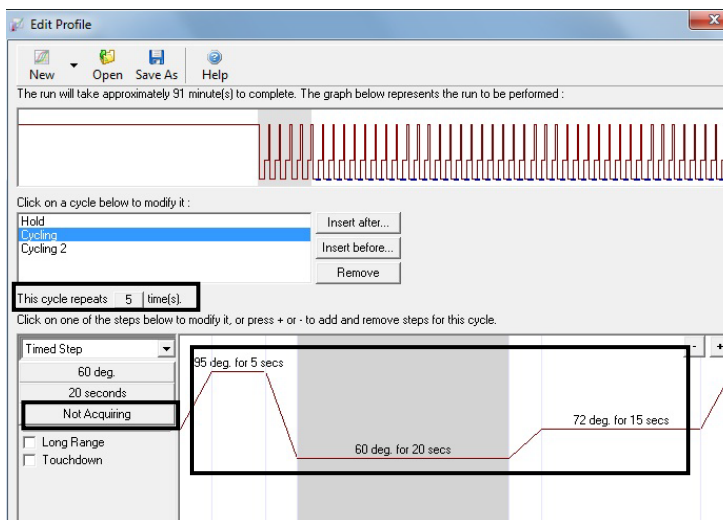 Edit Profile
New Open Save As Help
The run will take approximately 91 minute(s) to complete. The graph below represents the run to be performed :
Click on a cycle below to modify it :
Hold
Cycling
Cycling 2
Insert after...
Insert before...
Remove
This cycle repeats 5 time(s).
Click on one of the steps below to modify it, or press + or - to add and remove steps for this cycle.
Timed Step
- +
60 deg.
20 seconds
Not Acquiring
Long Range
Touchdown
95 deg. for 5 secs
72 deg. for 15 secs
60 deg. for 20 secs